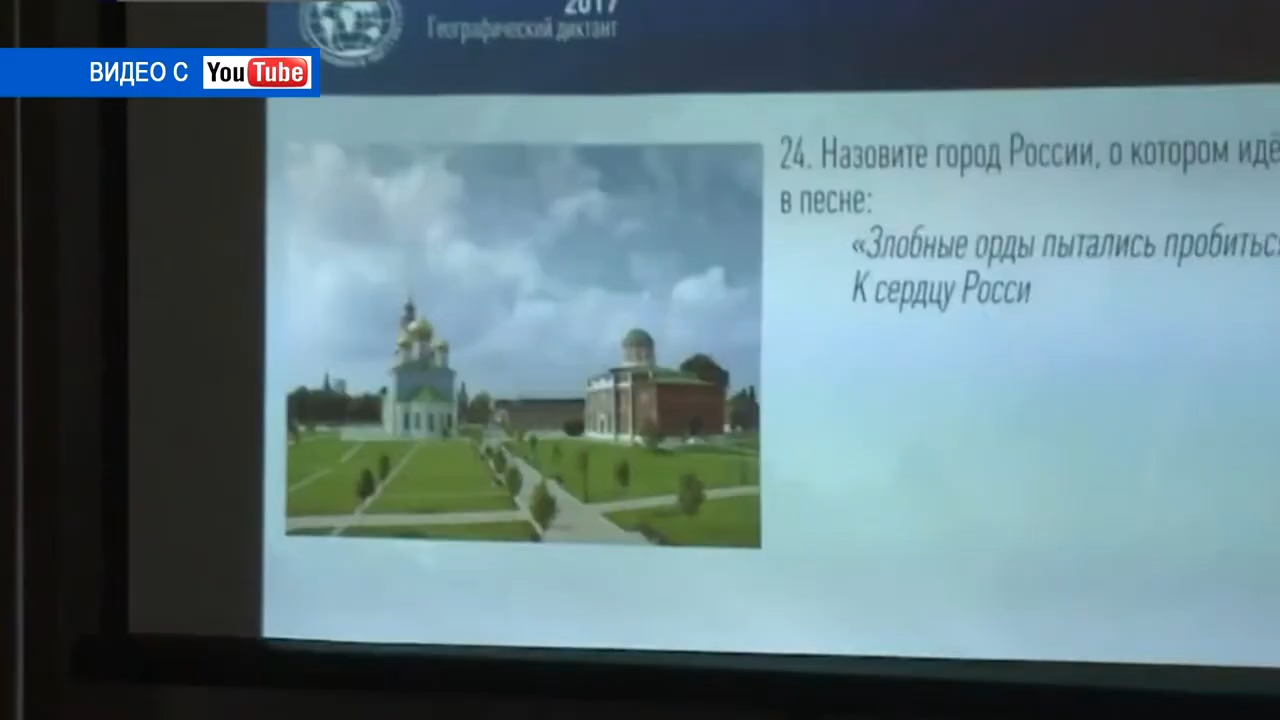 2017
Географический диктант
ВИДЕО С YouTube
24. Назовите город России, о котором идё
в песне:
«Злобные орды пытались пробиться
К сердцу Росси